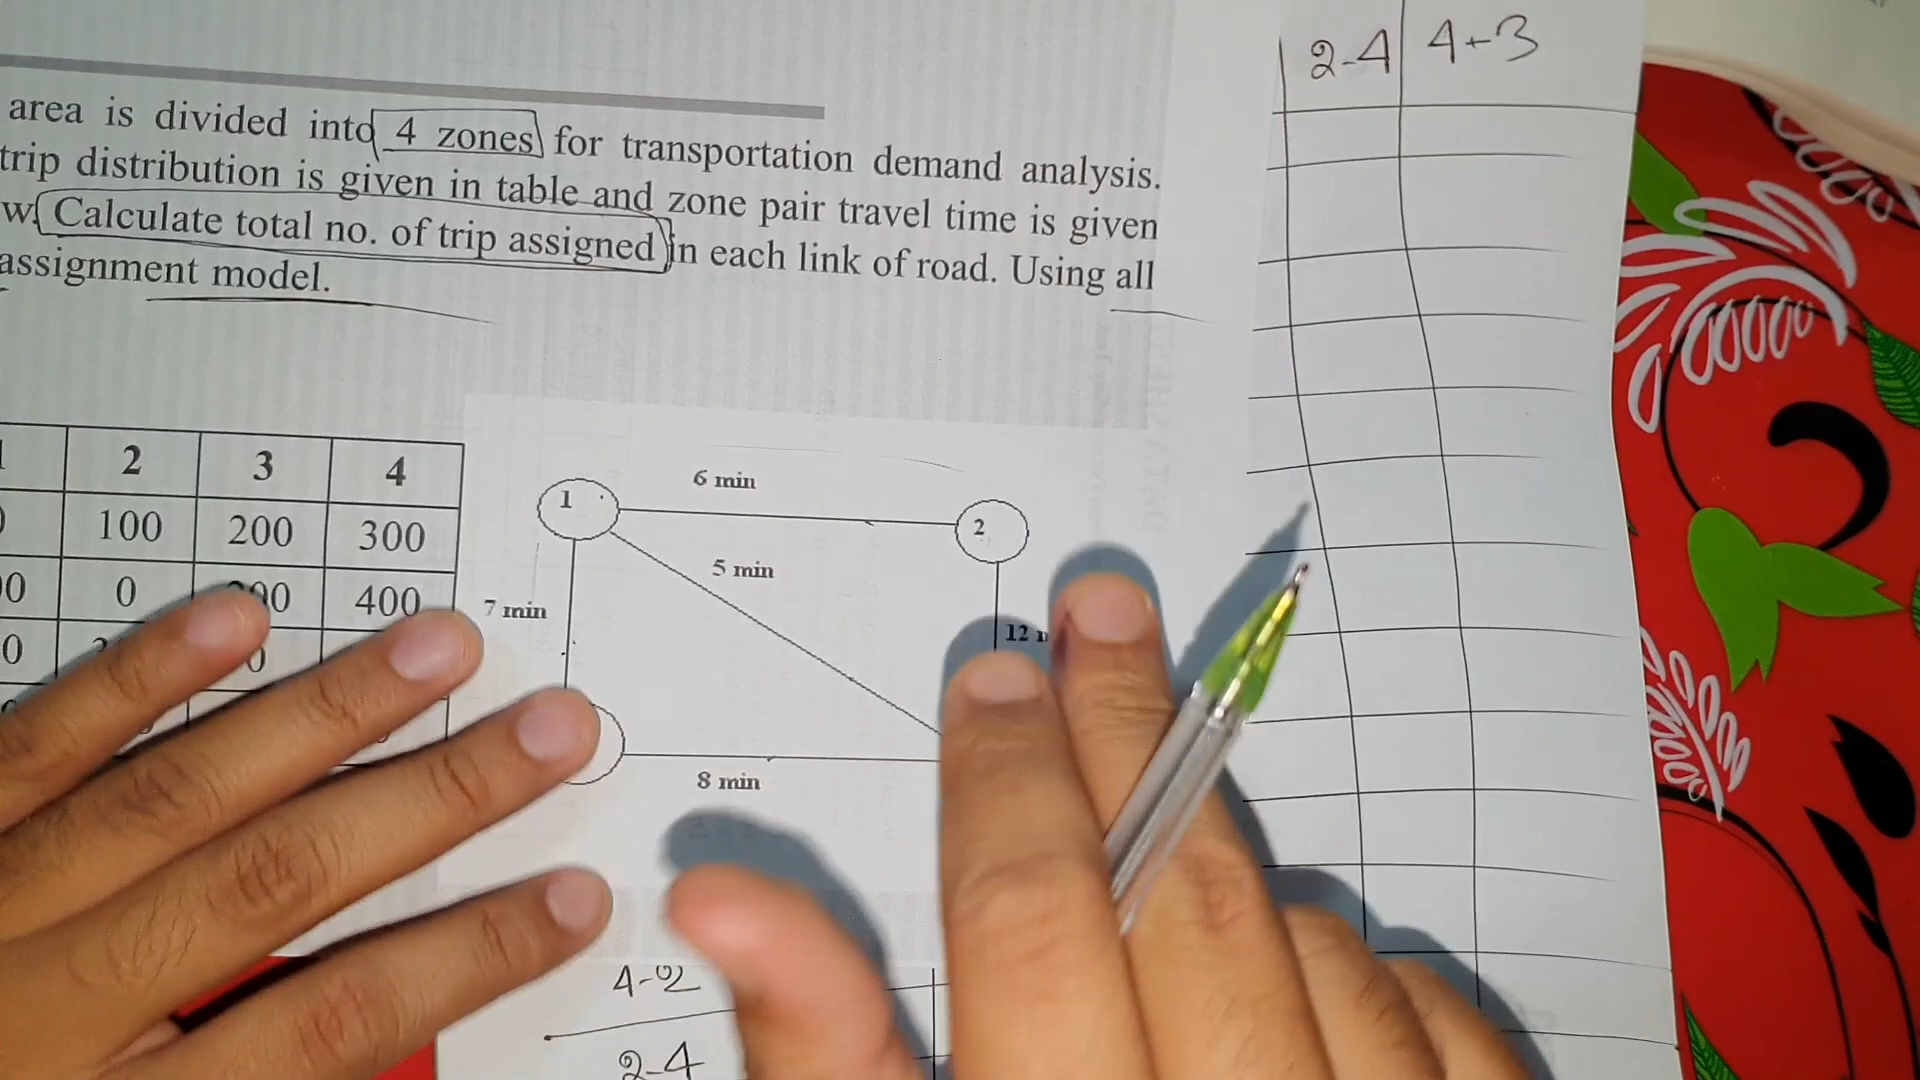 2-4 4-3
area is divided into 4 zones for transportation demand analysis.
trip distribution is given in table and zone pair travel time is given
w. Calculate total no. of trip assigned in each link of road. Using all
assignment model.
2 3 4
100 200 300
0 400
0
6 min
1
2
5 min
7 min
12
8 min
4-2
2-4